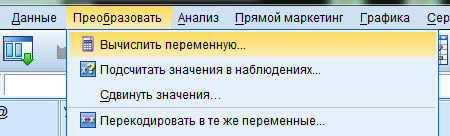 Данные Преобразовать Анализ Прямой маркетинг Графика Сер
Вычислить переменную...
Подсчитать значения в наблюдениях...
Сдвинуть значения...
@
Перекодировать в те же переменные...